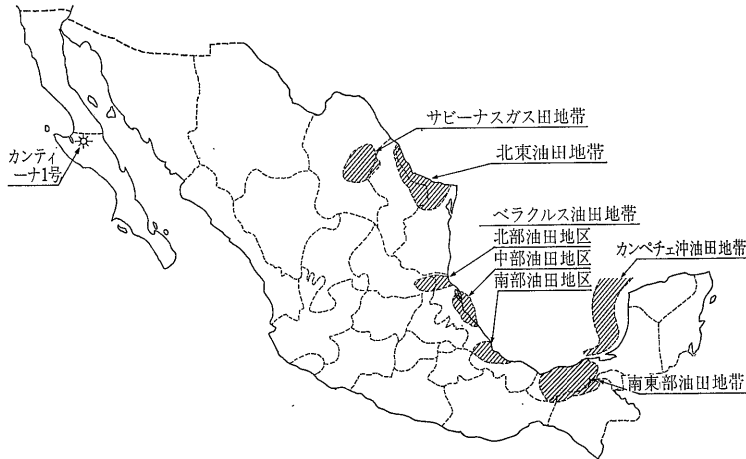 サビーナスガス田地帯
北東油田地帯
カンティ
ーナ1号
ベラクルス油田地帯
北部油田地区
中部油田地区
南部油田地区
カンペチェ沖油田地帯
南東部油田地帯